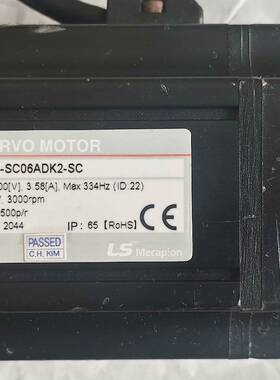 RVO MOTOR
-SC06ADK2-SC
00[V], 3.58[A], Max 334Hz (ID:22)
, 3000rpm
500p/r
2044 IP : 65 [RoHS] CE
PASSED
C.H, KIM
LS Merapion